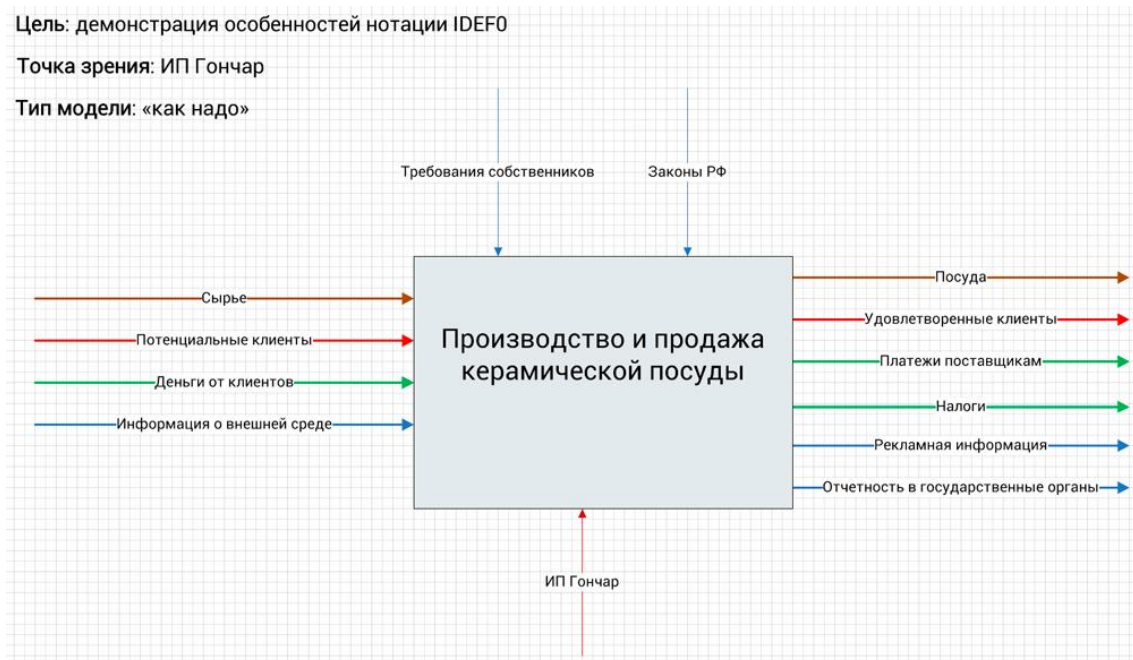 Цель: демонстрация особенностей нотации IDEF0
Точка зрения: ИП Гончар
Тип модели: «как надо»
Требования собственников
Законы РФ
Сырье
Потенциальные клиенты
Деньги от клиентов
Информация о внешней среде
Производство и продажа
керамической посуды
Посуда
Удовлетворенные клиенты
Платежи поставщикам
Налоги
Рекламная информация
Отчетность в государственные органы
ИП Гончар